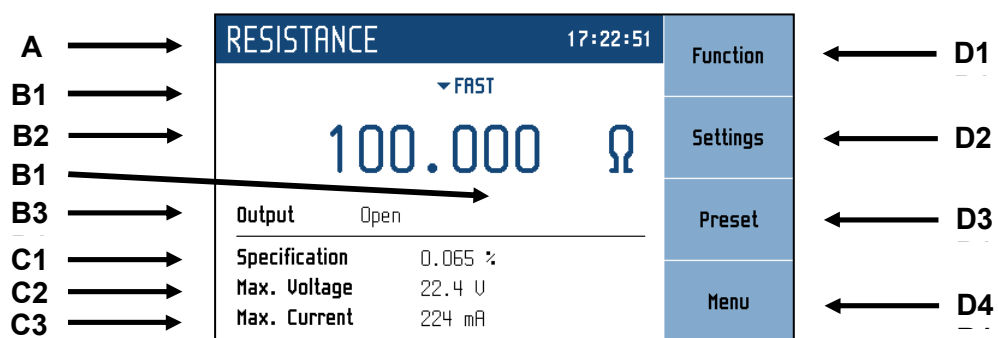 A
RESISTANCE 17:22:51
Function
D1
B1
▼FAST
B2
100.000 Ω
Settings
D2
B1
B3
Output Open
Preset
D3
C1
Specification 0.065 %
C2
Max. Voltage 22.4 V
Menu
D4
C3
Max. Current 224 mA